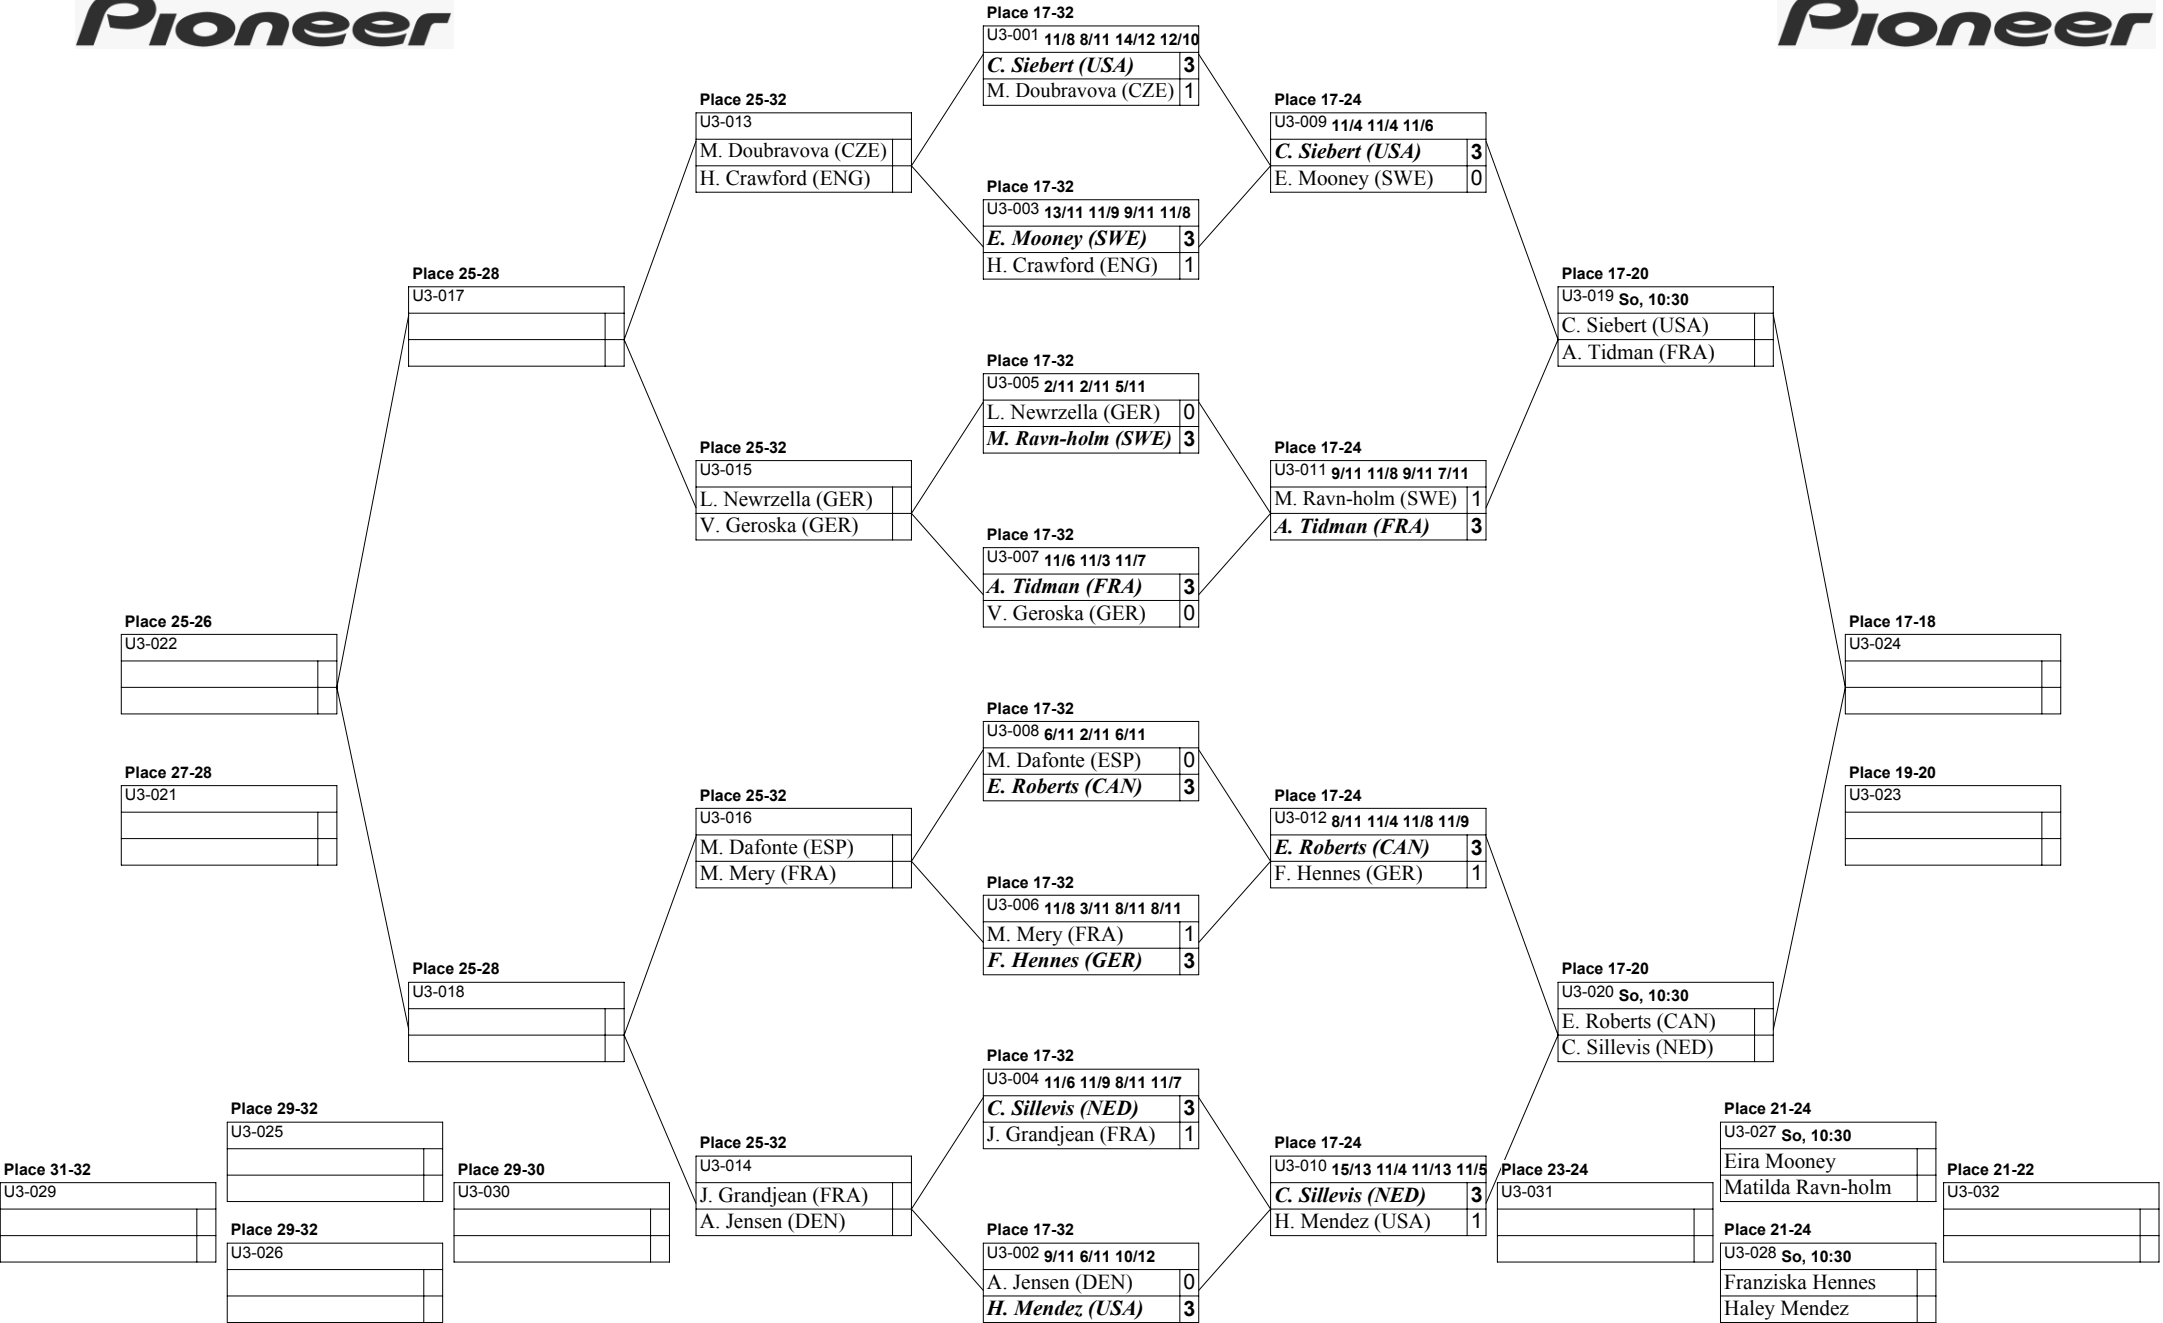 Pioneer
Pioneer
Place 17-32
U3-001 11/8 8/11 14/12 12/10
C. Siebert (USA) 3
M. Doubravova (CZE) 1
Place 25-32
U3-013
M. Doubravova (CZE)
H. Crawford (ENG)
Place 17-24
U3-009 11/4 11/4 11/6
C. Siebert (USA) 3
E. Mooney (SWE) 0
Place 17-32
U3-003 13/11 11/9 9/11 11/8
E. Mooney (SWE) 3
H. Crawford (ENG) 1
Place 25-28
U3-017
Place 17-20
U3-019 So, 10:30
C. Siebert (USA)
A. Tidman (FRA)
Place 17-32
U3-005 2/11 2/11 5/11
L. Newrzella (GER) 0
M. Ravn-holm (SWE) 3
Place 25-32
U3-015
L. Newrzella (GER)
V. Geroska (GER)
Place 17-24
U3-011 9/11 11/8 9/11 7/11
M. Ravn-holm (SWE) 1
A. Tidman (FRA) 3
Place 17-32
U3-007 11/6 11/3 11/7
A. Tidman (FRA) 3
V. Geroska (GER) 0
Place 25-26
U3-022
Place 17-18
U3-024
Place 17-32
U3-008 6/11 2/11 6/11
M. Dafonte (ESP) 0
E. Roberts (CAN) 3
Place 27-28
U3-021
Place 19-20
U3-023
Place 25-32
U3-016
M. Dafonte (ESP)
M. Mery (FRA)
Place 17-24
U3-012 8/11 11/4 11/8 11/9
E. Roberts (CAN) 3
F. Hennes (GER) 1
Place 17-32
U3-006 11/8 3/11 8/11 8/11
M. Mery (FRA) 1
F. Hennes (GER) 3
Place 25-28
U3-018
Place 17-20
U3-020 So, 10:30
E. Roberts (CAN)
C. Sillevis (NED)
Place 17-32
U3-004 11/6 11/9 8/11 11/7
C. Sillevis (NED) 3
J. Grandjean (FRA) 1
Place 29-32
U3-025
Place 21-24
U3-027 So, 10:30
Eira Mooney
Matilda Ravn-holm
Place 25-32
U3-014
J. Grandjean (FRA)
A. Jensen (DEN)
Place 17-24
U3-010 15/13 11/4 11/13 11/5
C. Sillevis (NED) 3
H. Mendez (USA) 1
Place 31-32
U3-029
Place 29-30
U3-030
Place 23-24
U3-031
Place 21-22
U3-032
Place 29-32
U3-026
Place 17-32
U3-002 9/11 6/11 10/12
A. Jensen (DEN) 0
H. Mendez (USA) 3
Place 21-24
U3-028 So, 10:30
Franziska Hennes
Haley Mendez